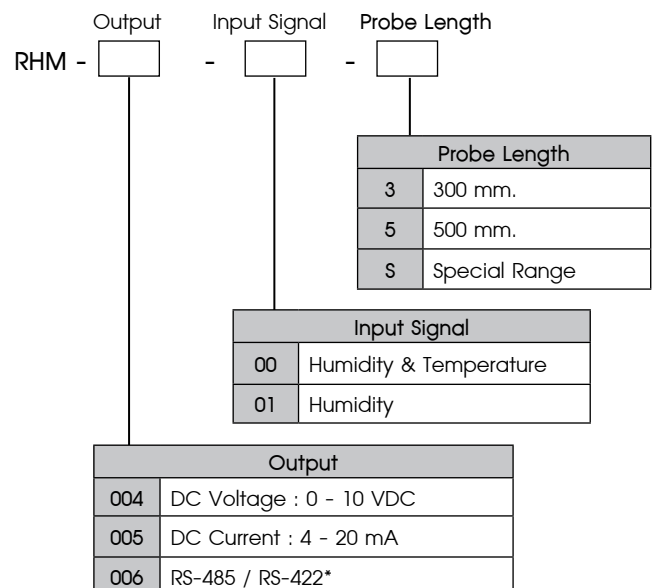 Output Input Signal Probe Length
RHM - - -
Probe Length
3 300 mm.
5 500 mm.
S Special Range
Input Signal
00 Humidity & Temperature
01 Humidity
Output
004 DC Voltage : 0 - 10 VDC
005 DC Current : 4 - 20 mA
006 RS-485 / RS-422*